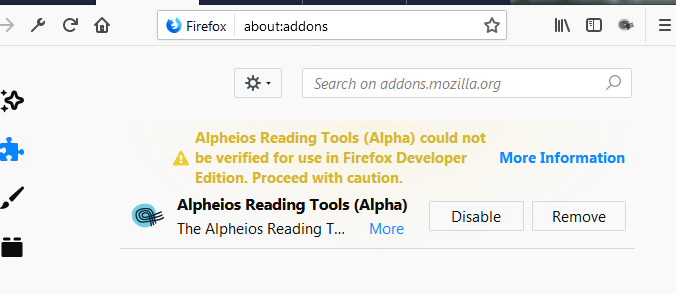 Firefox about:addons
Search on addons.mozilla.org
Alpheios Reading Tools (Alpha) could not
be verified for use in Firefox Developer
Edition. Proceed with caution.
More Information
Alpheios Reading Tools (Alpha)
The Alpheios Reading T... More
Disable
Remove